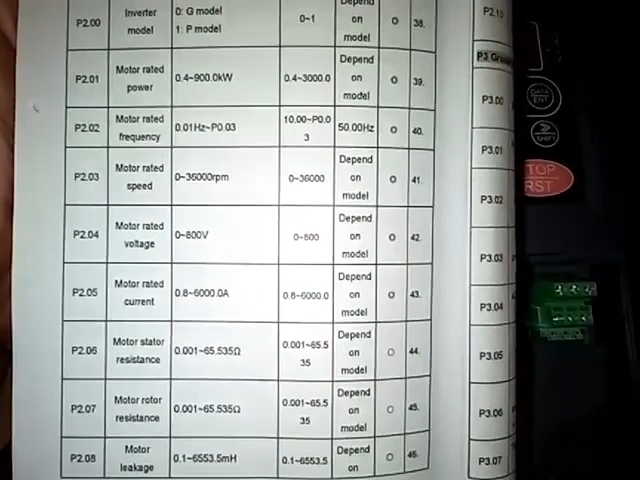 P2.00 Inverter model 0: G model 1: P model 0~1 Depend on model O 38.
P2.01 Motor rated power 0.4~900.0kW 0.4~3000.0 Depend on model O 39.
P2.02 Motor rated frequency 0.01Hz~P0.03 10.00~P0.03 50.00Hz O 40.
P2.03 Motor rated speed 0~36000rpm 0~36000 Depend on model O 41.
P2.04 Motor rated voltage 0~800V 0~800 Depend on model O 42.
P2.05 Motor rated current 0.8~6000.0A 0.8~6000.0 Depend on model O 43.
P2.06 Motor stator resistance 0.001~65.535Ω 0.001~65.535 Depend on model O 44.
P2.07 Motor rotor resistance 0.001~65.535Ω 0.001~65.535 Depend on model O 45.
P2.08 Motor leakage 0.1~6553.5mH 0.1~6553.5 Depend on O 46.
P2.10
P3 Group
P3.00
P3.01
P3.02
P3.03
P3.04
P3.05
P3.06
P3.07
DATA
ENT
SHIFT
STOP
RST